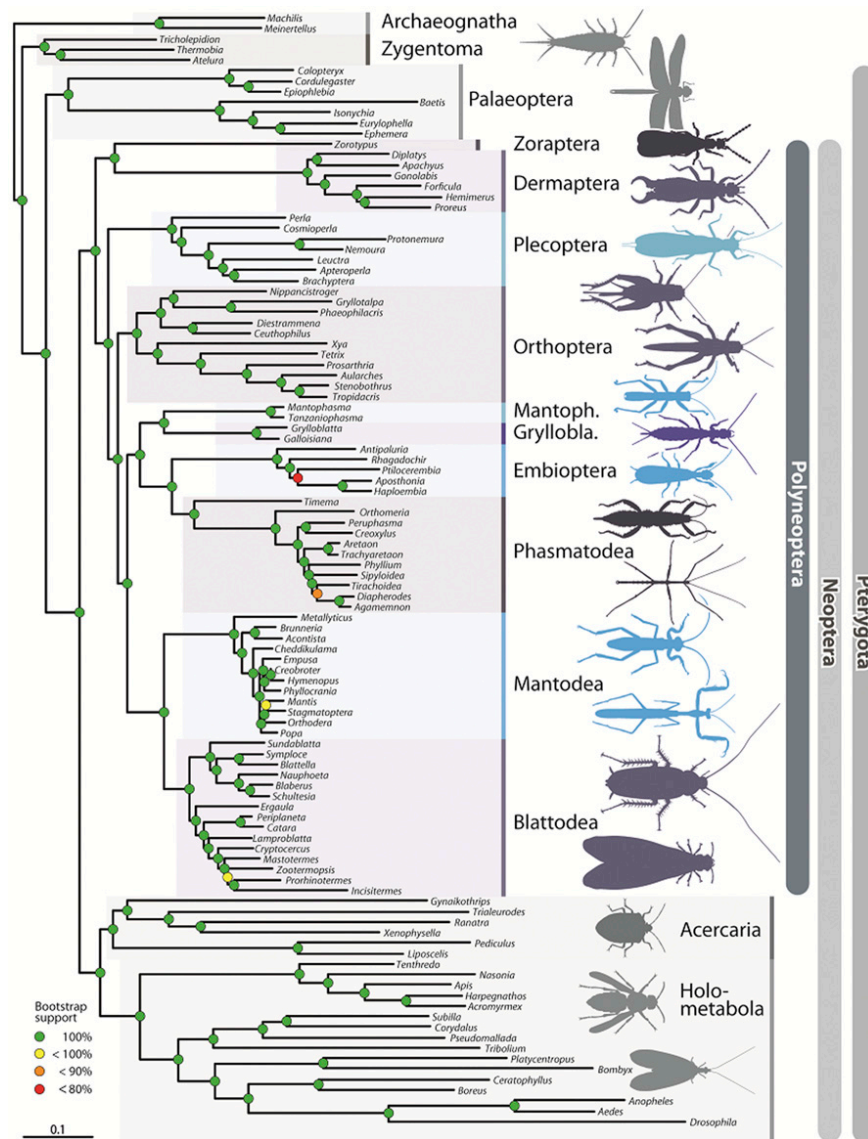 Machilis
Meinertellus
Archaeognatha
Tricholepidion
Thermobia
Atelura
Zygentoma
Calopteryx
Cordulegaster
Epiophlebia
Baetis
Isonychia
Eurylophella
Ephemera
Palaeoptera
Zorotypus
Zoraptera
Diplatys
Apachyus
Gonolabis
Forficula
Hemimerus
Proreus
Dermaptera
Perla
Cosmioperla
Protonemura
Nemoura
Leuctra
Apteroperla
Brachyptera
Plecoptera
Nippancistroger
Gryllotalpa
Phaeophilacris
Diestrammena
Ceuthophilus
Xya
Tetrix
Prosarthria
Aularches
Stenobothrus
Tropidacris
Orthoptera
Mantophasma
Tanzaniophasma
Mantoph.
Grylloblatta
Galloisiana
Gryllobla.
Antipaluria
Rhagadochir
Ptilocerembia
Aposthonia
Haploembia
Embioptera
Timema
Orthomeria
Peruphasma
Creoxylus
Aretaon
Trachyaretaon
Phyllium
Sipyloidea
Tirachoidea
Diapherodes
Agamemnon
Phasmatodea
Metallyticus
Brunneria
Acontista
Cheddikulama
Empusa
Creobroter
Hymenopus
Phyllocrania
Mantis
Stagmatoptera
Orthodera
Popa
Mantodea
Sundablatta
Symploce
Blattella
Nauphoeta
Blaberus
Schultesia
Ergaula
Periplaneta
Catara
Lamproblatta
Cryptocercus
Mastotermes
Zootermopsis
Prorhinotermes
Incisitermes
Blattodea
Polyneoptera
Neoptera
Pterygota
Gynaikothrips
Trialeurodes
Ranatra
Xenophysella
Pediculus
Liposcelis
Acercaria
Tenthredo
Nasonia
Apis
Harpegnathos
Acromyrmex
Subilla
Corydalus
Pseudomallada
Tribolium
Platycentropus
Bombyx
Ceratophyllus
Boreus
Anopheles
Aedes
Drosophila
Holo-
metabola
Bootstrap
support
100%
< 100%
< 90%
< 80%
0.1